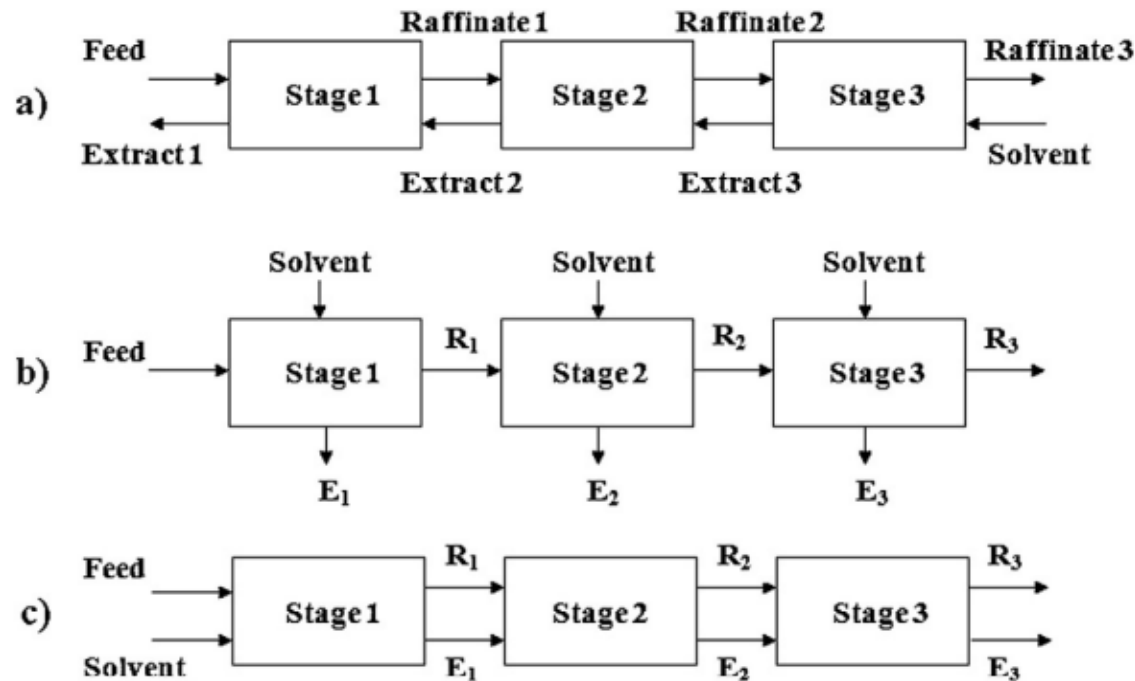 Raffinate 1 Raffinate 2
Feed Raffinate 3
a) Stage 1 Stage 2 Stage 3
Extract 1 Solvent
Extract 2 Extract 3
Solvent Solvent Solvent
Feed R₁ R₂ R₃
b) Stage 1 Stage 2 Stage 3
E₁ E₂ E₃
Feed R₁ R₂ R₃
c) Stage 1 Stage 2 Stage 3
Solvent E₁ E₂ E₃